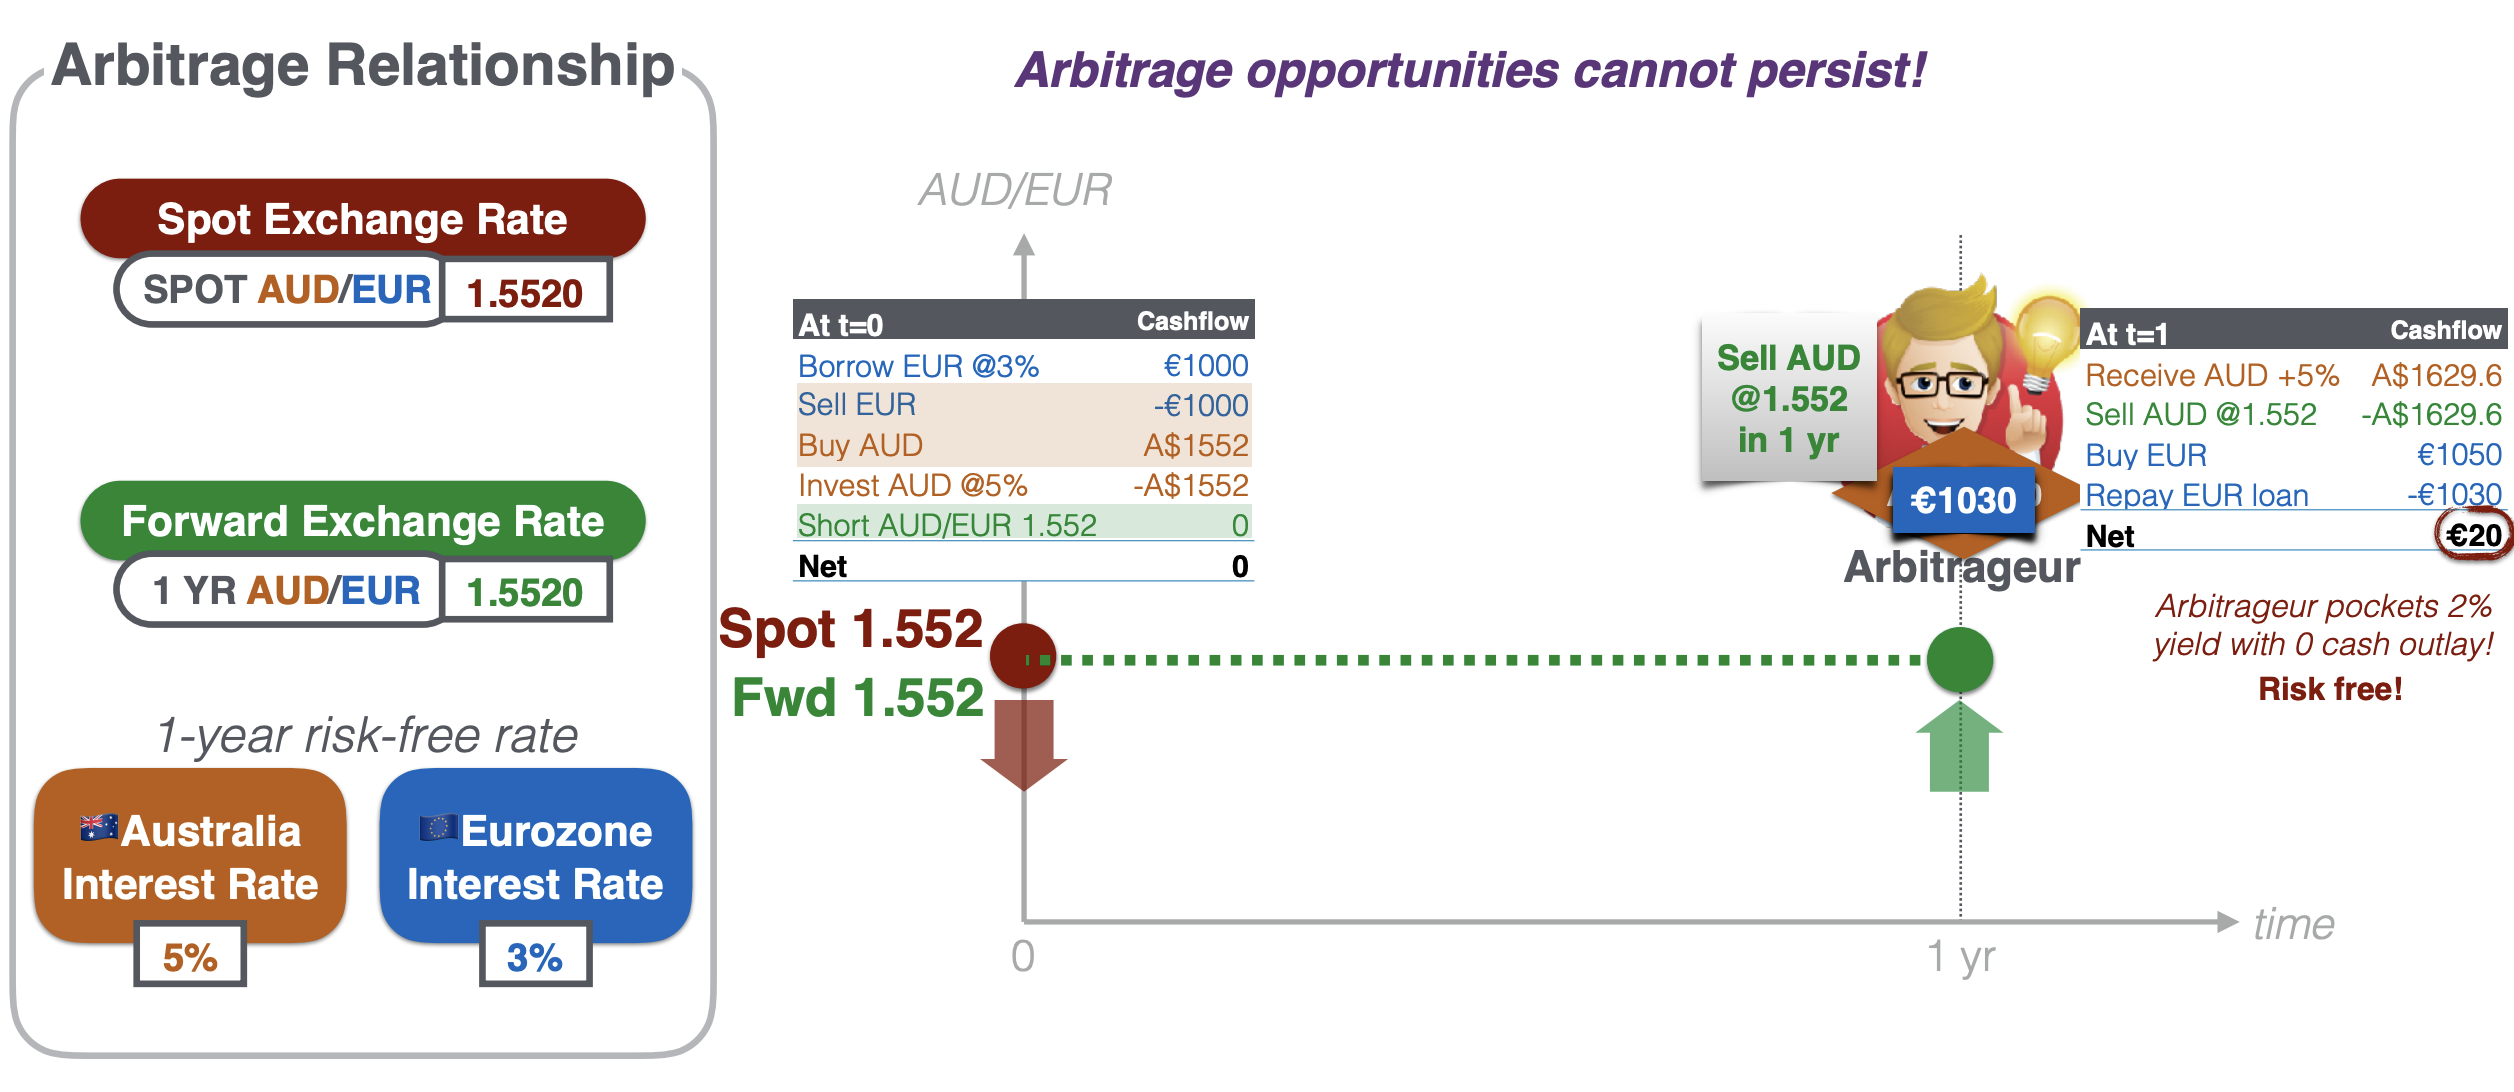 Arbitrage Relationship
Arbitrage opportunities cannot persist!
Spot Exchange Rate
SPOT AUD/EUR 1.5520
Forward Exchange Rate
1 YR AUD/EUR 1.5520
1-year risk-free rate
Australia
Interest Rate
5%
Eurozone
Interest Rate
3%
AUD/EUR
At t=0 Cashflow
Borrow EUR @3% €1000
Sell EUR -€1000
Buy AUD A$1552
Invest AUD @5% -A$1552
Short AUD/EUR 1.552 0
Net 0
Spot 1.552
Fwd 1.552
Sell AUD
@1.552
in 1 yr
€1030
Arbitrageur
At t=1 Cashflow
Receive AUD +5% A$1629.6
Sell AUD @1.552 -A$1629.6
Buy EUR €1050
Repay EUR loan -€1030
Net €20
Arbitrageur pockets 2%
yield with 0 cash outlay!
Risk free!
0
1 yr
time